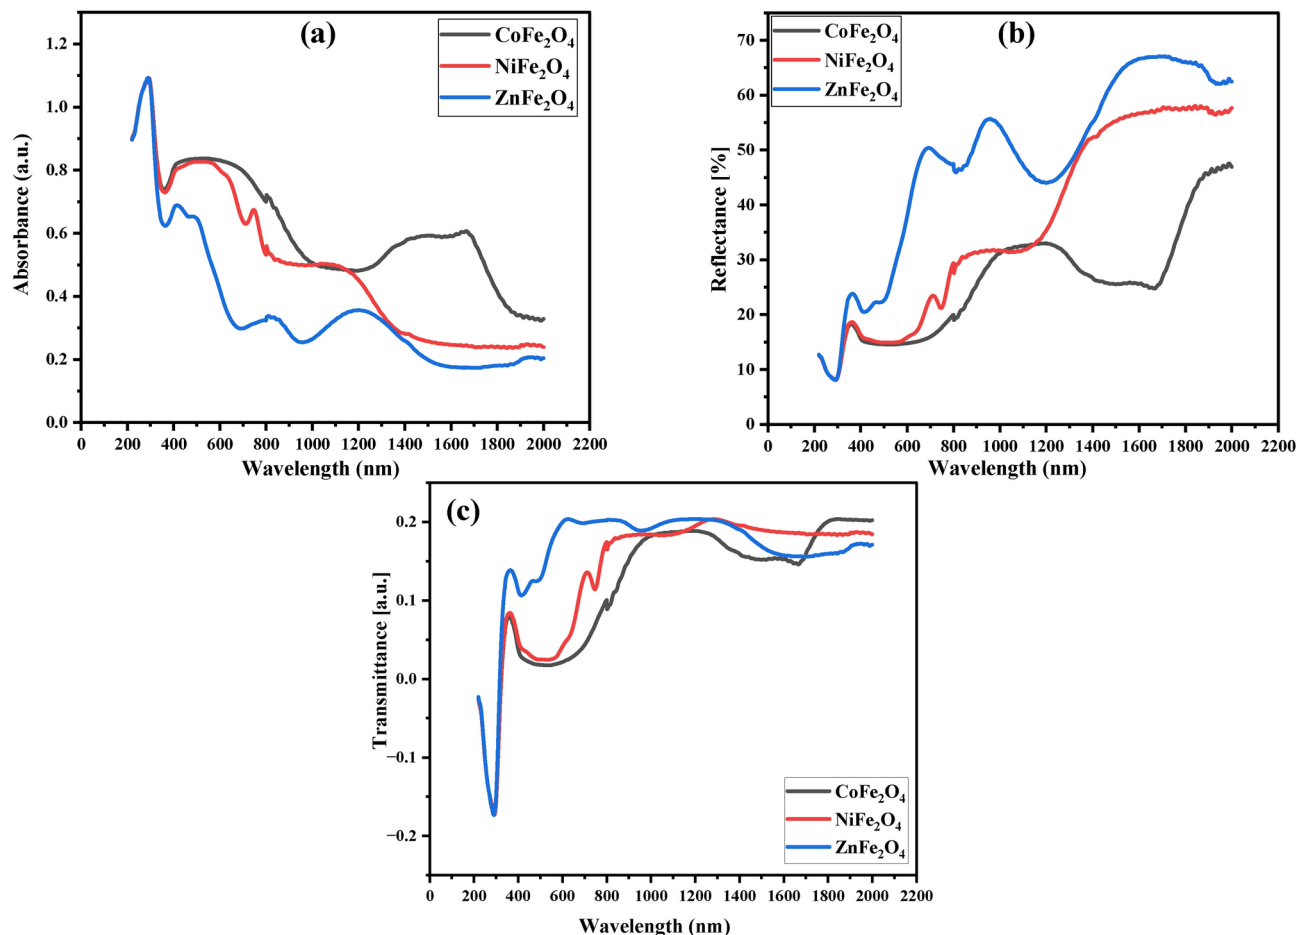 (a)
CoFe₂O₄
NiFe₂O₄
ZnFe₂O₄
Absorbance (a.u.)
1.2
1.0
0.8
0.6
0.4
0.2
0.0
0 200 400 600 800 1000 1200 1400 1600 1800 2000 2200
Wavelength (nm)
(b)
CoFe₂O₄
NiFe₂O₄
ZnFe₂O₄
Reflectance [%]
70
60
50
40
30
20
10
0
0 200 400 600 800 1000 1200 1400 1600 1800 2000 2200
Wavelength (nm)
(c)
Transmittance [a.u.]
0.2
0.1
0.0
−0.1
−0.2
CoFe₂O₄
NiFe₂O₄
ZnFe₂O₄
0 200 400 600 800 1000 1200 1400 1600 1800 2000 2200
Wavelength (nm)